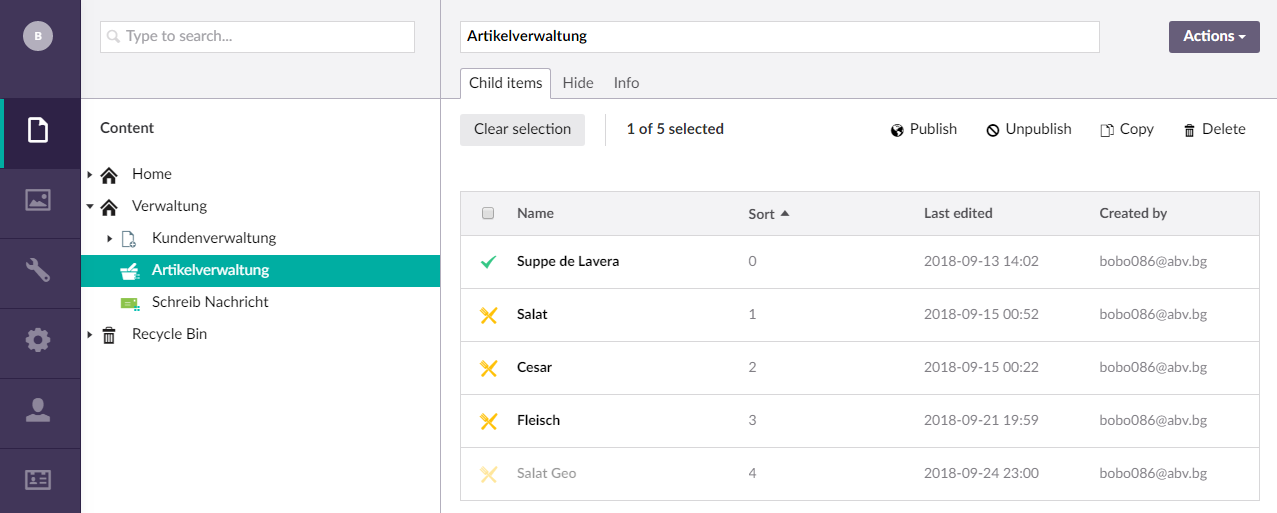 B
Type to search...
Artikelverwaltung
Actions
Child items Hide Info
Content
Clear selection 1 of 5 selected Publish Unpublish Copy Delete
Home
Verwaltung
Kundenverwaltung
Artikelverwaltung
Schreib Nachricht
Recycle Bin
Name Sort Last edited Created by
Suppe de Lavera 0 2018-09-13 14:02 bobo086@abv.bg
Salat 1 2018-09-15 00:52 bobo086@abv.bg
Cesar 2 2018-09-15 00:22 bobo086@abv.bg
Fleisch 3 2018-09-21 19:59 bobo086@abv.bg
Salat Geo 4 2018-09-24 23:00 bobo086@abv.bg